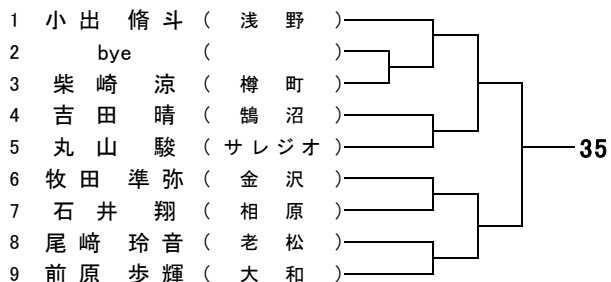 1 小出 脩斗 ( 浅野 )
2 bye ( )
3 柴崎 涼 ( 樽町 )
4 吉田 晴 ( 鵠沼 )
5 丸山 駿 ( サレジオ )
35
6 牧田 準弥 ( 金沢 )
7 石井 翔 ( 相原 )
8 尾﨑 玲音 ( 老松 )
9 前原 歩輝 ( 大和 )